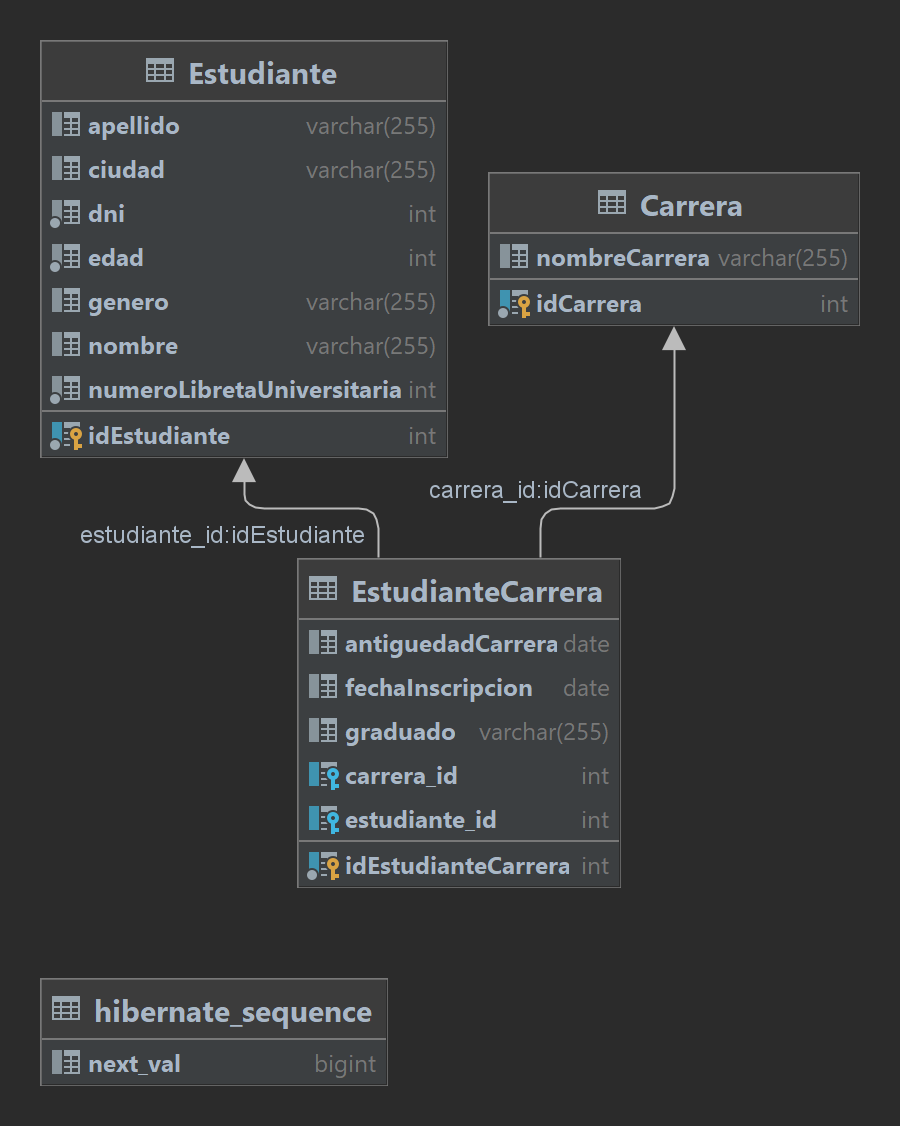 Estudiante
apellido varchar(255)
ciudad varchar(255)
dni int
edad int
genero varchar(255)
nombre varchar(255)
numeroLibretaUniversitaria int
idEstudiante int
Carrera
nombreCarrera varchar(255)
idCarrera int
carrera_id:idCarrera
estudiante_id:idEstudiante
EstudianteCarrera
antiguedadCarrera date
fechaInscripcion date
graduado varchar(255)
carrera_id int
estudiante_id int
idEstudianteCarrera int
hibernate_sequence
next_val bigint